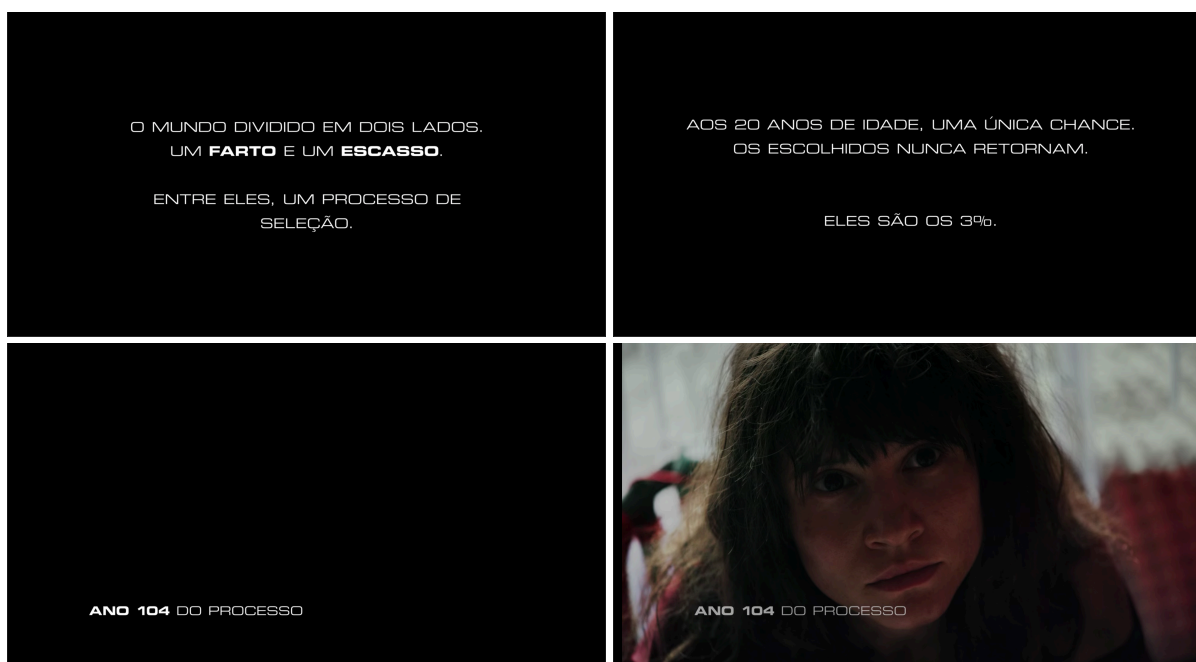 O MUNDO DIVIDIDO EM DOIS LADOS.
UM FARTO E UM ESCASSO.
ENTRE ELES, UM PROCESSO DE
SELEÇÃO.
AOS 20 ANOS DE IDADE, UMA ÚNICA CHANCE.
OS ESCOLHIDOS NUNCA RETORNAM.
ELES SÃO OS 3%.
ANO 104 DO PROCESSO
ANO 104 DO PROCESSO